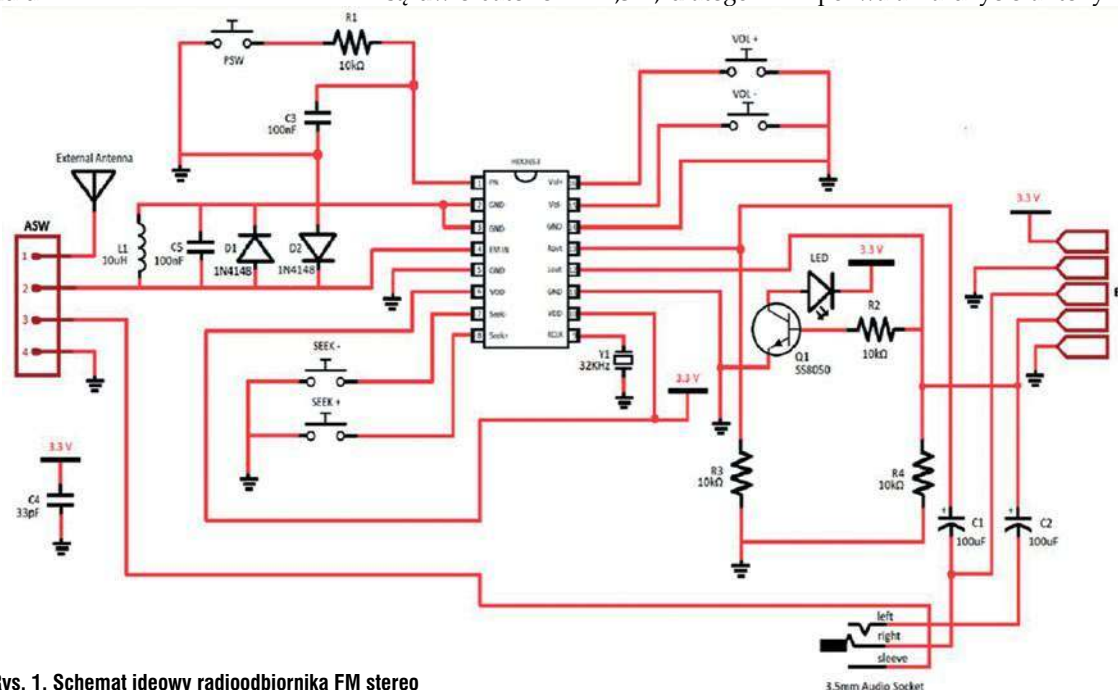 R1
10kΩ
PSW
VOL +
VOL -
C3
100nF
External Antenna
ASW
1
2
3
4
L1
10uH
C5
100nF
D1
1N4148
D2
1N4148
1
PN
2
GND
3
GND
4
FM IN
5
GND
6
VDD
7
Seek-
8
Seek+
Vol+
Vol-
GND
Rout
Lout
GND
VDD
RCLK
3.3 V
3.3 V
LED
R2
10kΩ
Q1
SS8050
Y1
32KHz
3.3 V
SEEK -
SEEK +
3.3 V
C4
33pF
R3
10kΩ
R4
10kΩ
C1
100uF
C2
100uF
left
right
sleeve
3.5mm Audio Socket
Rys. 1. Schemat ideowy radioodbiornika FM stereo